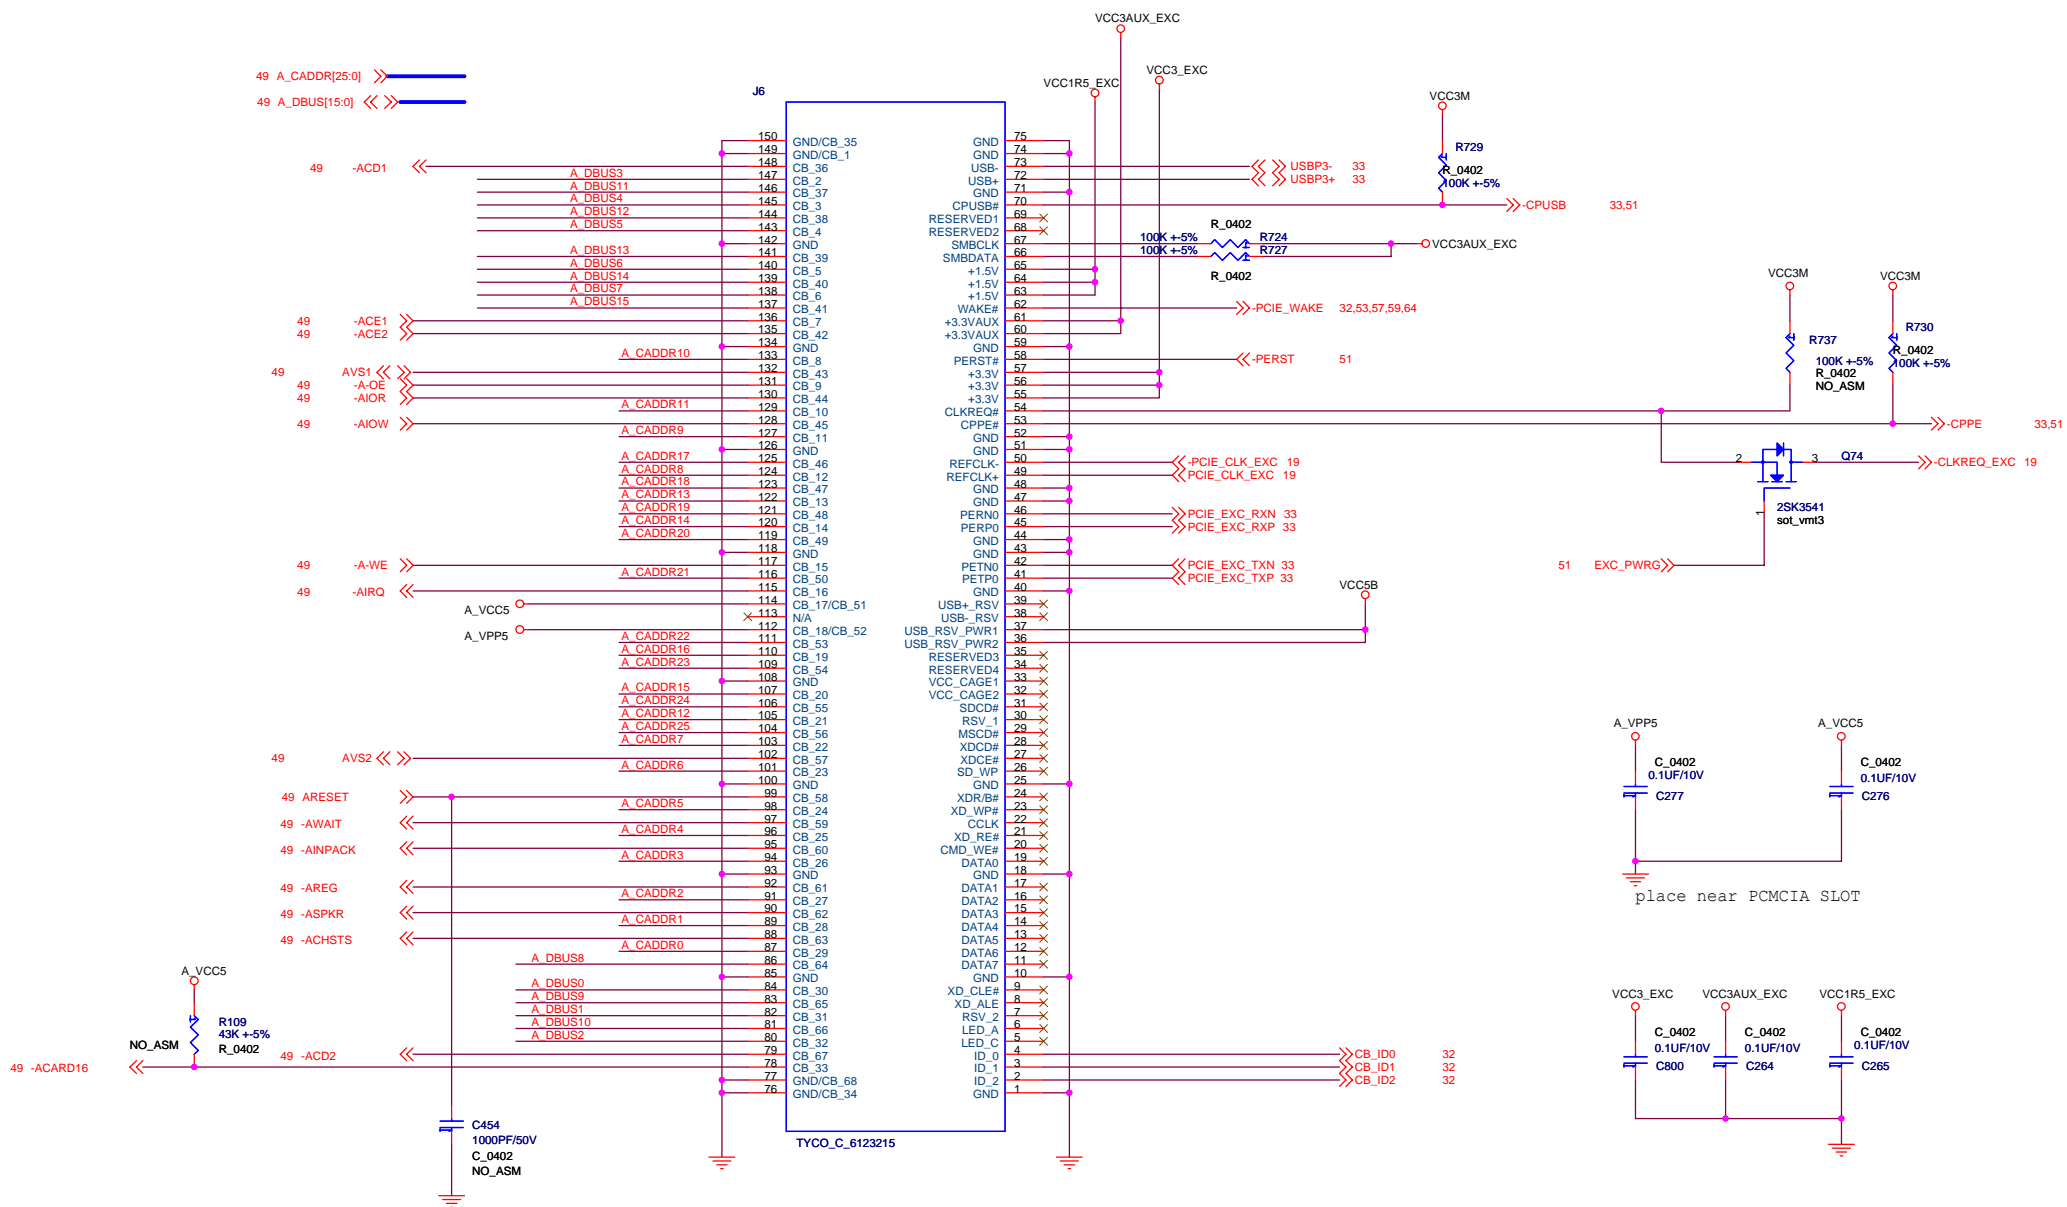 VCC3AUX_EXC
49 A_CADDR[25:0]
49 A_DBUS[15:0]
J6
VCC1R5_EXC
VCC3_EXC
VCC3M
150 GND/CB_35
149 GND/CB_1
49 -ACD1 148 CB_36
A_DBUS3 147 CB_2
A_DBUS11 146 CB_37
A_DBUS4 145 CB_3
A_DBUS12 144 CB_38
A_DBUS5 143 CB_4
142 GND
A_DBUS13 141 CB_39
A_DBUS6 140 CB_5
A_DBUS14 139 CB_40
A_DBUS7 138 CB_6
A_DBUS15 137 CB_41
49 -ACE1 136 CB_7
49 -ACE2 135 CB_42
134 GND
A_CADDR10 133 CB_8
49 AVS1 132 CB_43
49 -A-OE 131 CB_9
49 -AIOR 130 CB_44
A_CADDR11 129 CB_10
49 -AIOW 128 CB_45
A_CADDR9 127 CB_11
126 GND
A_CADDR17 125 CB_46
A_CADDR8 124 CB_12
A_CADDR18 123 CB_47
A_CADDR13 122 CB_13
A_CADDR19 121 CB_48
A_CADDR14 120 CB_14
A_CADDR20 119 CB_49
118 GND
49 -A-WE 117 CB_15
A_CADDR21 116 CB_50
49 -AIRQ 115 CB_16
A_VCC5 114 CB_17/CB_51
113 N/A
A_VPP5 112 CB_18/CB_52
A_CADDR22 111 CB_53
A_CADDR16 110 CB_19
A_CADDR23 109 CB_54
108 GND
A_CADDR15 107 CB_20
A_CADDR24 106 CB_55
A_CADDR12 105 CB_21
A_CADDR25 104 CB_56
A_CADDR7 103 CB_22
49 AVS2 102 CB_57
A_CADDR6 101 CB_23
100 GND
49 ARESET 99 CB_58
A_CADDR5 98 CB_24
49 -AWAIT 97 CB_59
A_CADDR4 96 CB_25
49 -AINPACK 95 CB_60
A_CADDR3 94 CB_26
93 GND
49 -AREG 92 CB_61
A_CADDR2 91 CB_27
49 -ASPKR 90 CB_62
A_CADDR1 89 CB_28
49 -ACHSTS 88 CB_63
A_CADDR0 87 CB_29
A_DBUS8 86 CB_64
85 GND
A_DBUS0 84 CB_30
A_DBUS9 83 CB_65
A_DBUS1 82 CB_31
A_DBUS10 81 CB_66
A_DBUS2 80 CB_32
49 -ACD2 79 CB_67
49 -ACARD16 78 CB_33
77 GND/CB_68
76 GND/CB_34
A_VCC5
R109
43K +-5%
R_0402
NO_ASM
C454
1000PF/50V
C_0402
NO_ASM
TYCO_C_6123215
GND 75
GND 74
USB- 73 USBP3- 33
USB+ 72 USBP3+ 33
GND 71
CPUSB# 70 -CPUSB 33,51
RESERVED1 69
RESERVED2 68
SMBCLK 67
SMBDATA 66
+1.5V 65
+1.5V 64
+1.5V 63
WAKE# 62 -PCIE_WAKE 32,53,57,59,64
+3.3VAUX 61
+3.3VAUX 60
GND 59
PERST# 58 -PERST 51
+3.3V 57
+3.3V 56
+3.3V 55
CLKREQ# 54
CPPE# 53 -CPPE 33,51
GND 52
GND 51
REFCLK- 50 -PCIE_CLK_EXC 19
REFCLK+ 49 PCIE_CLK_EXC 19
GND 48
GND 47
PERN0 46 PCIE_EXC_RXN 33
PERP0 45 PCIE_EXC_RXP 33
GND 44
GND 43
PETN0 42 PCIE_EXC_TXN 33
PETP0 41 PCIE_EXC_TXP 33
GND 40
USB+_RSV 39
USB-_RSV 38
USB_RSV_PWR1 37
USB_RSV_PWR2 36
RESERVED3 35
RESERVED4 34
VCC_CAGE1 33
VCC_CAGE2 32
SDCD# 31
RSV_1 30
MSCD# 29
XDCD# 28
XDCE# 27
SD_WP 26
GND 25
XDR/B# 24
XD_WP# 23
CCLK 22
XD_RE# 21
CMD_WE# 20
DATA0 19
GND 18
DATA1 17
DATA2 16
DATA3 15
DATA4 14
DATA5 13
DATA6 12
DATA7 11
GND 10
XD_CLE# 9
XD_ALE 8
RSV_2 7
LED_A 6
LED_C 5
ID_0 4 CB_ID0 32
ID_1 3 CB_ID1 32
ID_2 2 CB_ID2 32
GND 1
R729
R_0402
100K +-5%
R_0402
100K +-5% R724
100K +-5% R727
R_0402
VCC3AUX_EXC
VCC3M
VCC3M
R737
100K +-5%
R_0402
NO_ASM
R730
R_0402
100K +-5%
2 3 Q74
-CLKREQ_EXC 19
1
2SK3541
sot_vmt3
51 EXC_PWRG
VCC5B
A_VPP5
A_VCC5
C_0402
0.1UF/10V
C277
C_0402
0.1UF/10V
C276
place near PCMCIA SLOT
VCC3_EXC
VCC3AUX_EXC
VCC1R5_EXC
C_0402
0.1UF/10V
C800
C_0402
0.1UF/10V
C264
C_0402
0.1UF/10V
C265